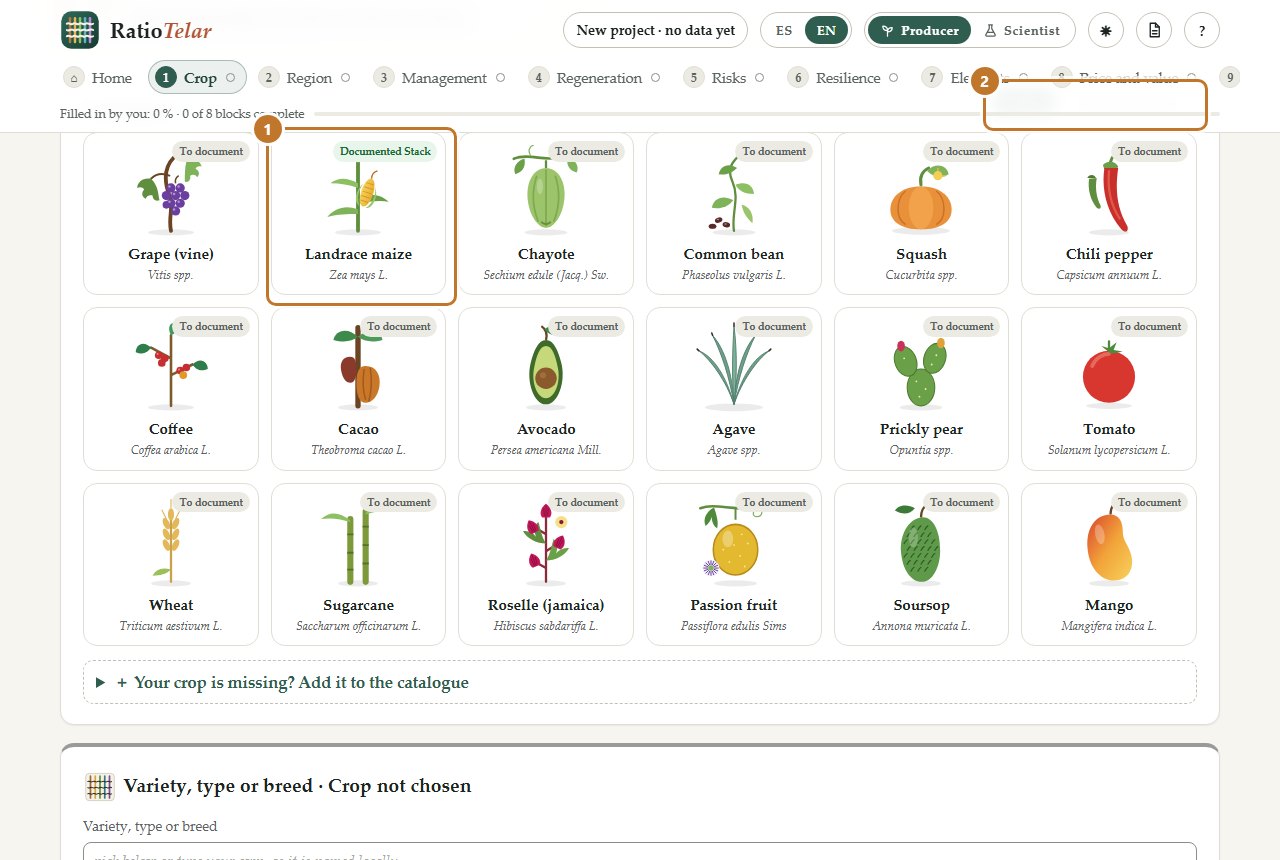 RatioTelar
New project · no data yet
ES
EN
Producer
Scientist
?
Home
1 Crop
2 Region
3 Management
4 Regeneration
5 Risks
6 Resilience
7
8 Price and value
9
Filled in by you: 0 % · 0 of 8 blocks complete
1
2
To document
Documented Stack
To document
To document
To document
To document
Grape (vine)
Vitis spp.
Landrace maize
Zea mays L.
Chayote
Sechium edule (Jacq.) Sw.
Common bean
Phaseolus vulgaris L.
Squash
Cucurbita spp.
Chili pepper
Capsicum annuum L.
To document
To document
To document
To document
To document
To document
Coffee
Coffea arabica L.
Cacao
Theobroma cacao L.
Avocado
Persea americana Mill.
Agave
Agave spp.
Prickly pear
Opuntia spp.
Tomato
Solanum lycopersicum L.
To document
To document
To document
To document
To document
To document
Wheat
Triticum aestivum L.
Sugarcane
Saccharum officinarum L.
Roselle (jamaica)
Hibiscus sabdariffa L.
Passion fruit
Passiflora edulis Sims
Soursop
Annona muricata L.
Mango
Mangifera indica L.
+ Your crop is missing? Add it to the catalogue
Variety, type or breed · Crop not chosen
Variety, type or breed